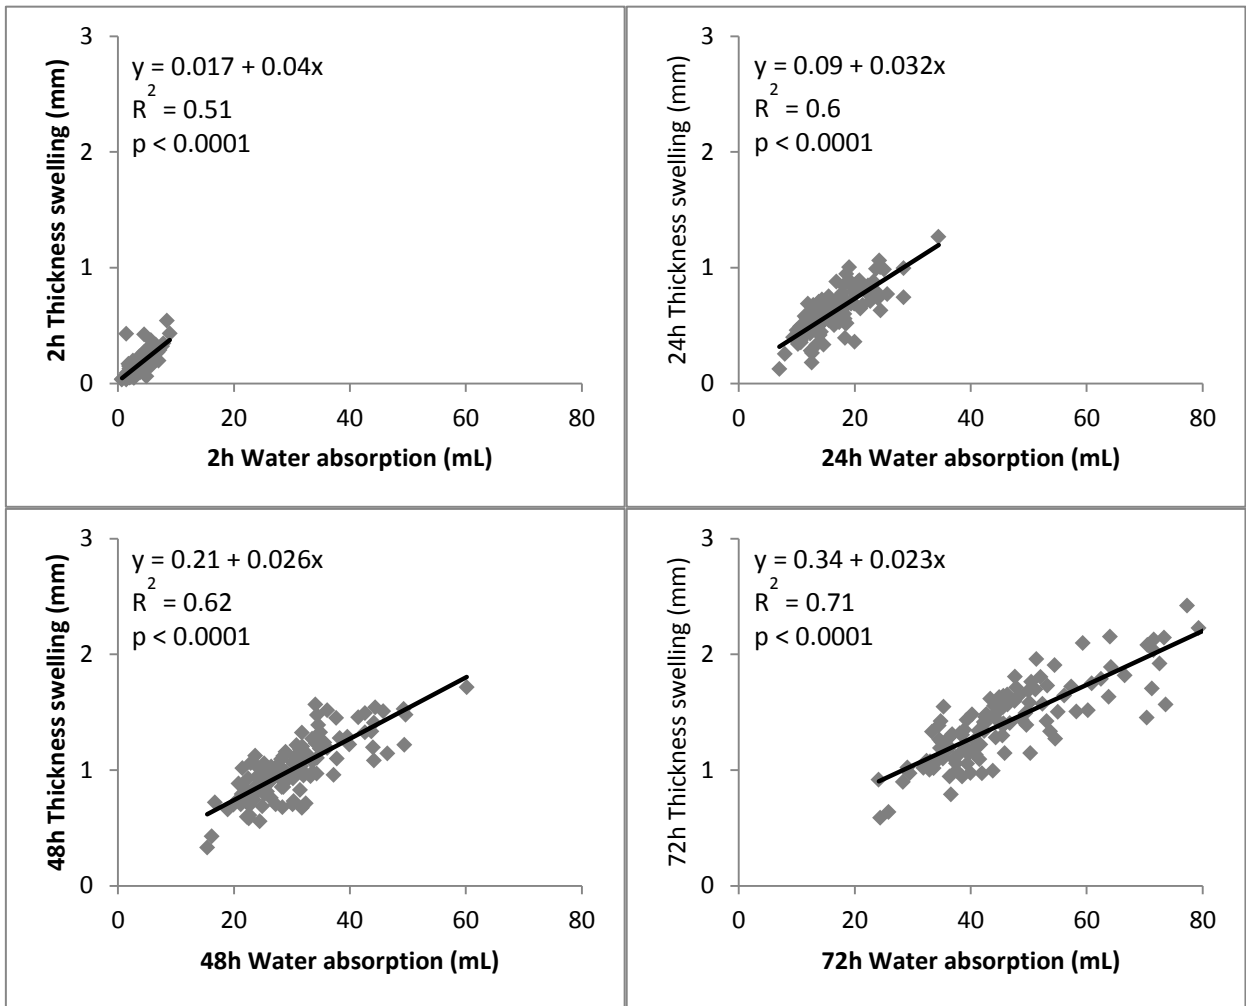 2h Thickness swelling (mm)
3
2
1
0
y = 0.017 + 0.04x
R² = 0.51
p < 0.0001
0 20 40 60 80
2h Water absorption (mL)
24h Thickness swelling (mm)
3
2
1
0
y = 0.09 + 0.032x
R² = 0.6
p < 0.0001
0 20 40 60 80
24h Water absorption (mL)
48h Thickness swelling (mm)
3
2
1
0
y = 0.21 + 0.026x
R² = 0.62
p < 0.0001
0 20 40 60 80
48h Water absorption (mL)
72h Thickness swelling (mm)
3
2
1
0
y = 0.34 + 0.023x
R² = 0.71
p < 0.0001
0 20 40 60 80
72h Water absorption (mL)